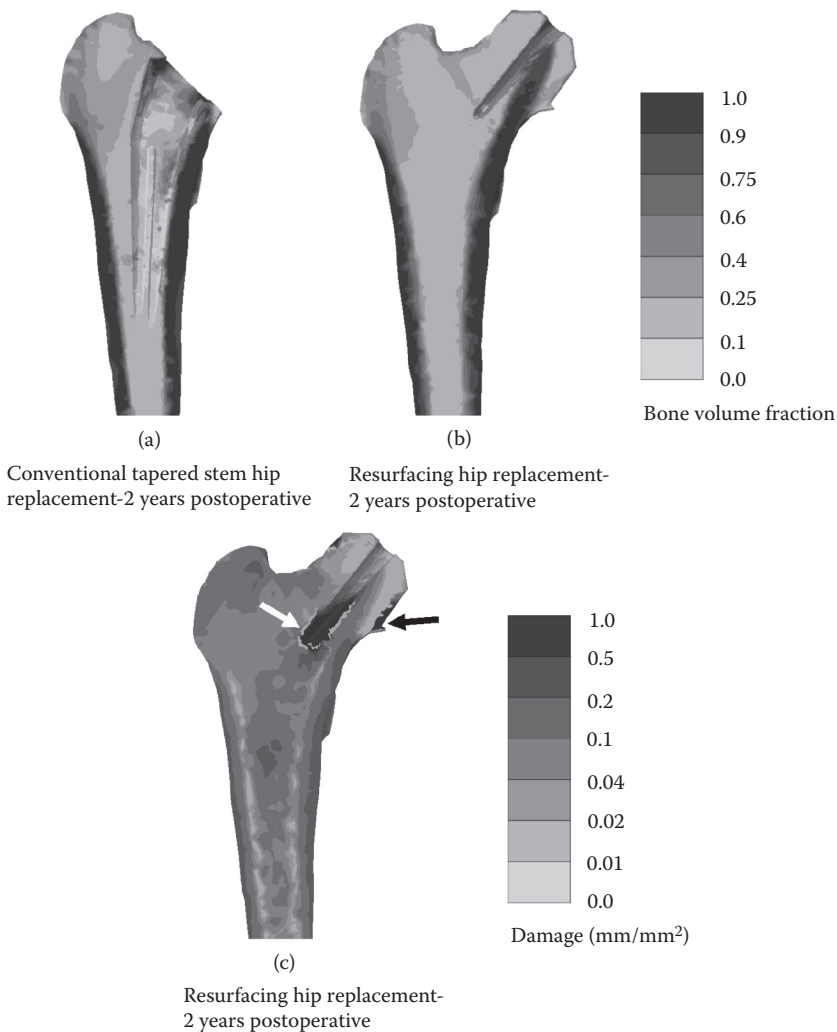 1.0
0.9
0.75
0.6
0.4
0.25
0.1
0.0
Bone volume fraction
(a)
(b)
Conventional tapered stem hip
replacement-2 years postoperative
Resurfacing hip replacement-
2 years postoperative
1.0
0.5
0.2
0.1
0.04
0.02
0.01
0.0
Damage (mm/mm²)
(c)
Resurfacing hip replacement-
2 years postoperative